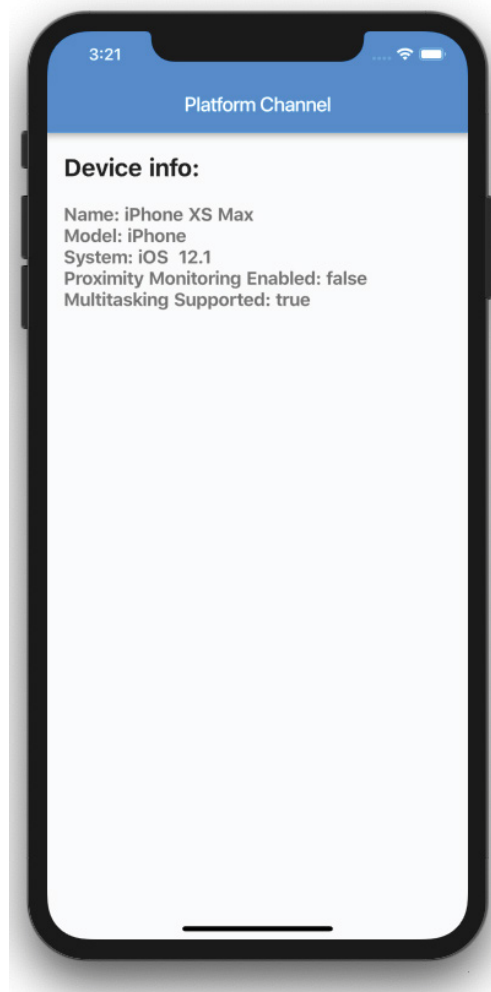 3:21
Platform Channel
Device info:
Name: iPhone XS Max
Model: iPhone
System: iOS  12.1
Proximity Monitoring Enabled: false
Multitasking Supported: true